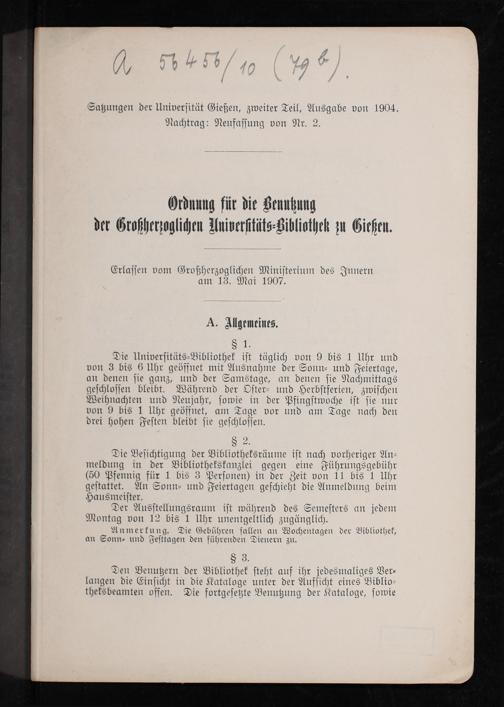 A 56456/10 (79b).
Satzungen der Universität Gießen, zweiter Teil, Ausgabe von 1904.
Nachtrag: Neufassung von Nr. 2.
Ordnung für die Benutzung
der Großherzoglichen Universitäts-Bibliothek zu Gießen.
Erlassen vom Großherzoglichen Ministerium des Innern
am 13. Mai 1907.
A. Allgemeines.
§ 1.
Die Universitäts-Bibliothek ist täglich von 9 bis 1 Uhr und
von 3 bis 6 Uhr geöffnet mit Ausnahme der Sonn- und Feiertage,
an denen sie ganz, und der Samstage, an denen sie Nachmittags
geschlossen bleibt. Während der Oster- und Herbstferien, zwischen
Weihnachten und Neujahr, sowie in der Pfingstwoche ist sie nur
von 9 bis 1 Uhr geöffnet, am Tage vor und am Tage nach den
drei hohen Festen bleibt sie geschlossen.
§ 2.
Die Besichtigung der Bibliotheksräume ist nach vorheriger An-
meldung in der Bibliothekskanzlei gegen eine Führungsgebühr
(50 Pfennig für 1 bis 3 Personen) in der Zeit von 11 bis 1 Uhr
gestattet. An Sonn- und Feiertagen geschieht die Anmeldung beim
Hausmeister.
Der Ausstellungsraum ist während des Semesters an jedem
Montag von 12 bis 1 Uhr unentgeltlich zugänglich.
Anmerkung. Die Gebühren fallen an Wochentagen der Bibliothek,
an Sonn- und Festtagen den führenden Dienern zu.
§ 3.
Den Benutzern der Bibliothek steht auf ihr jedesmaliges Ver-
langen die Einsicht in die Kataloge unter der Aufsicht eines Biblio-
theksbeamten offen. Die fortgesetzte Benutzung der Kataloge, sowie